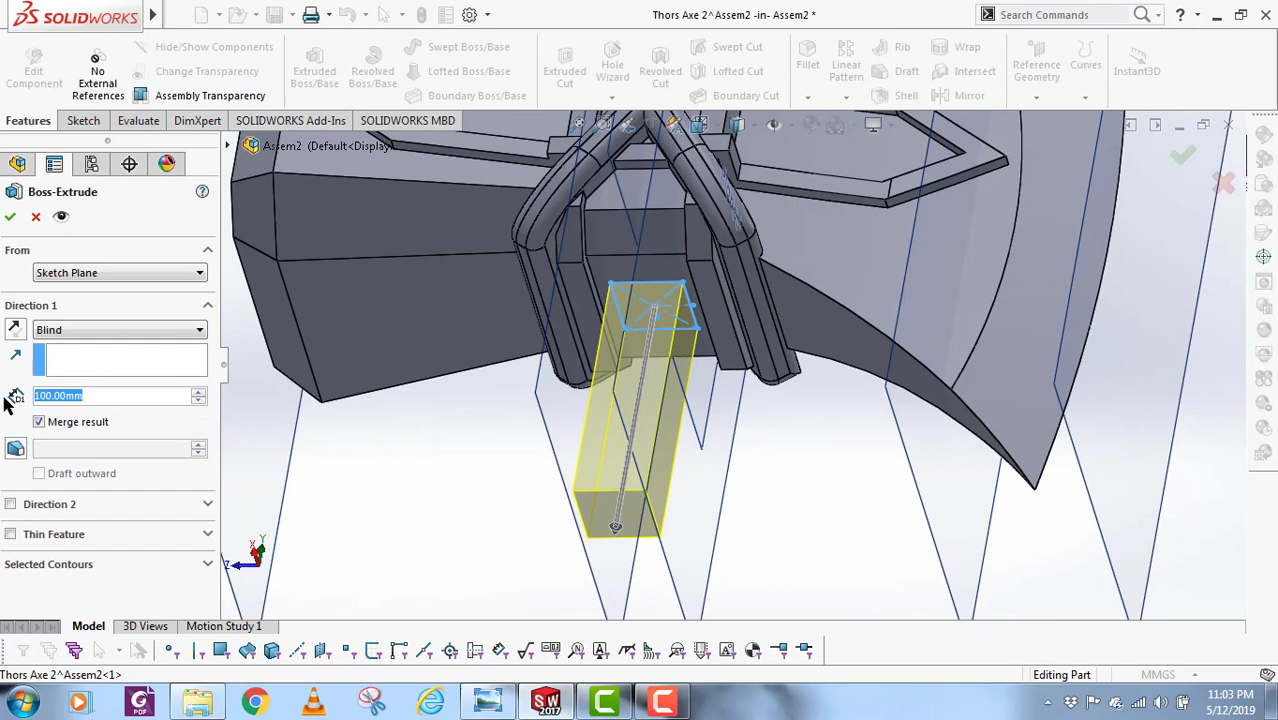 SOLIDWORKS
Thors Axe 2^Assem2 -in- Assem2 *
Search Commands
Edit Component
No External References
Hide/Show Components
Change Transparency
Assembly Transparency
Extruded Boss/Base
Revolved Boss/Base
Swept Boss/Base
Lofted Boss/Base
Boundary Boss/Base
Extruded Cut
Hole Wizard
Revolved Cut
Swept Cut
Lofted Cut
Boundary Cut
Fillet
Linear Pattern
Rib
Draft
Shell
Wrap
Intersect
Mirror
Reference Geometry
Curves
Instant3D
Features
Sketch
Evaluate
DimXpert
SOLIDWORKS Add-Ins
SOLIDWORKS MBD
Assem2 (Default<Display
Boss-Extrude
From
Sketch Plane
Direction 1
Blind
D1
100.00mm
Merge result
Draft outward
Direction 2
Thin Feature
Selected Contours
X
Y
Z
Model
3D Views
Motion Study 1
Thors Axe 2^Assem2<1>
Editing Part
MMGS
PDF
SW
2017
11:03 PM
5/12/2019